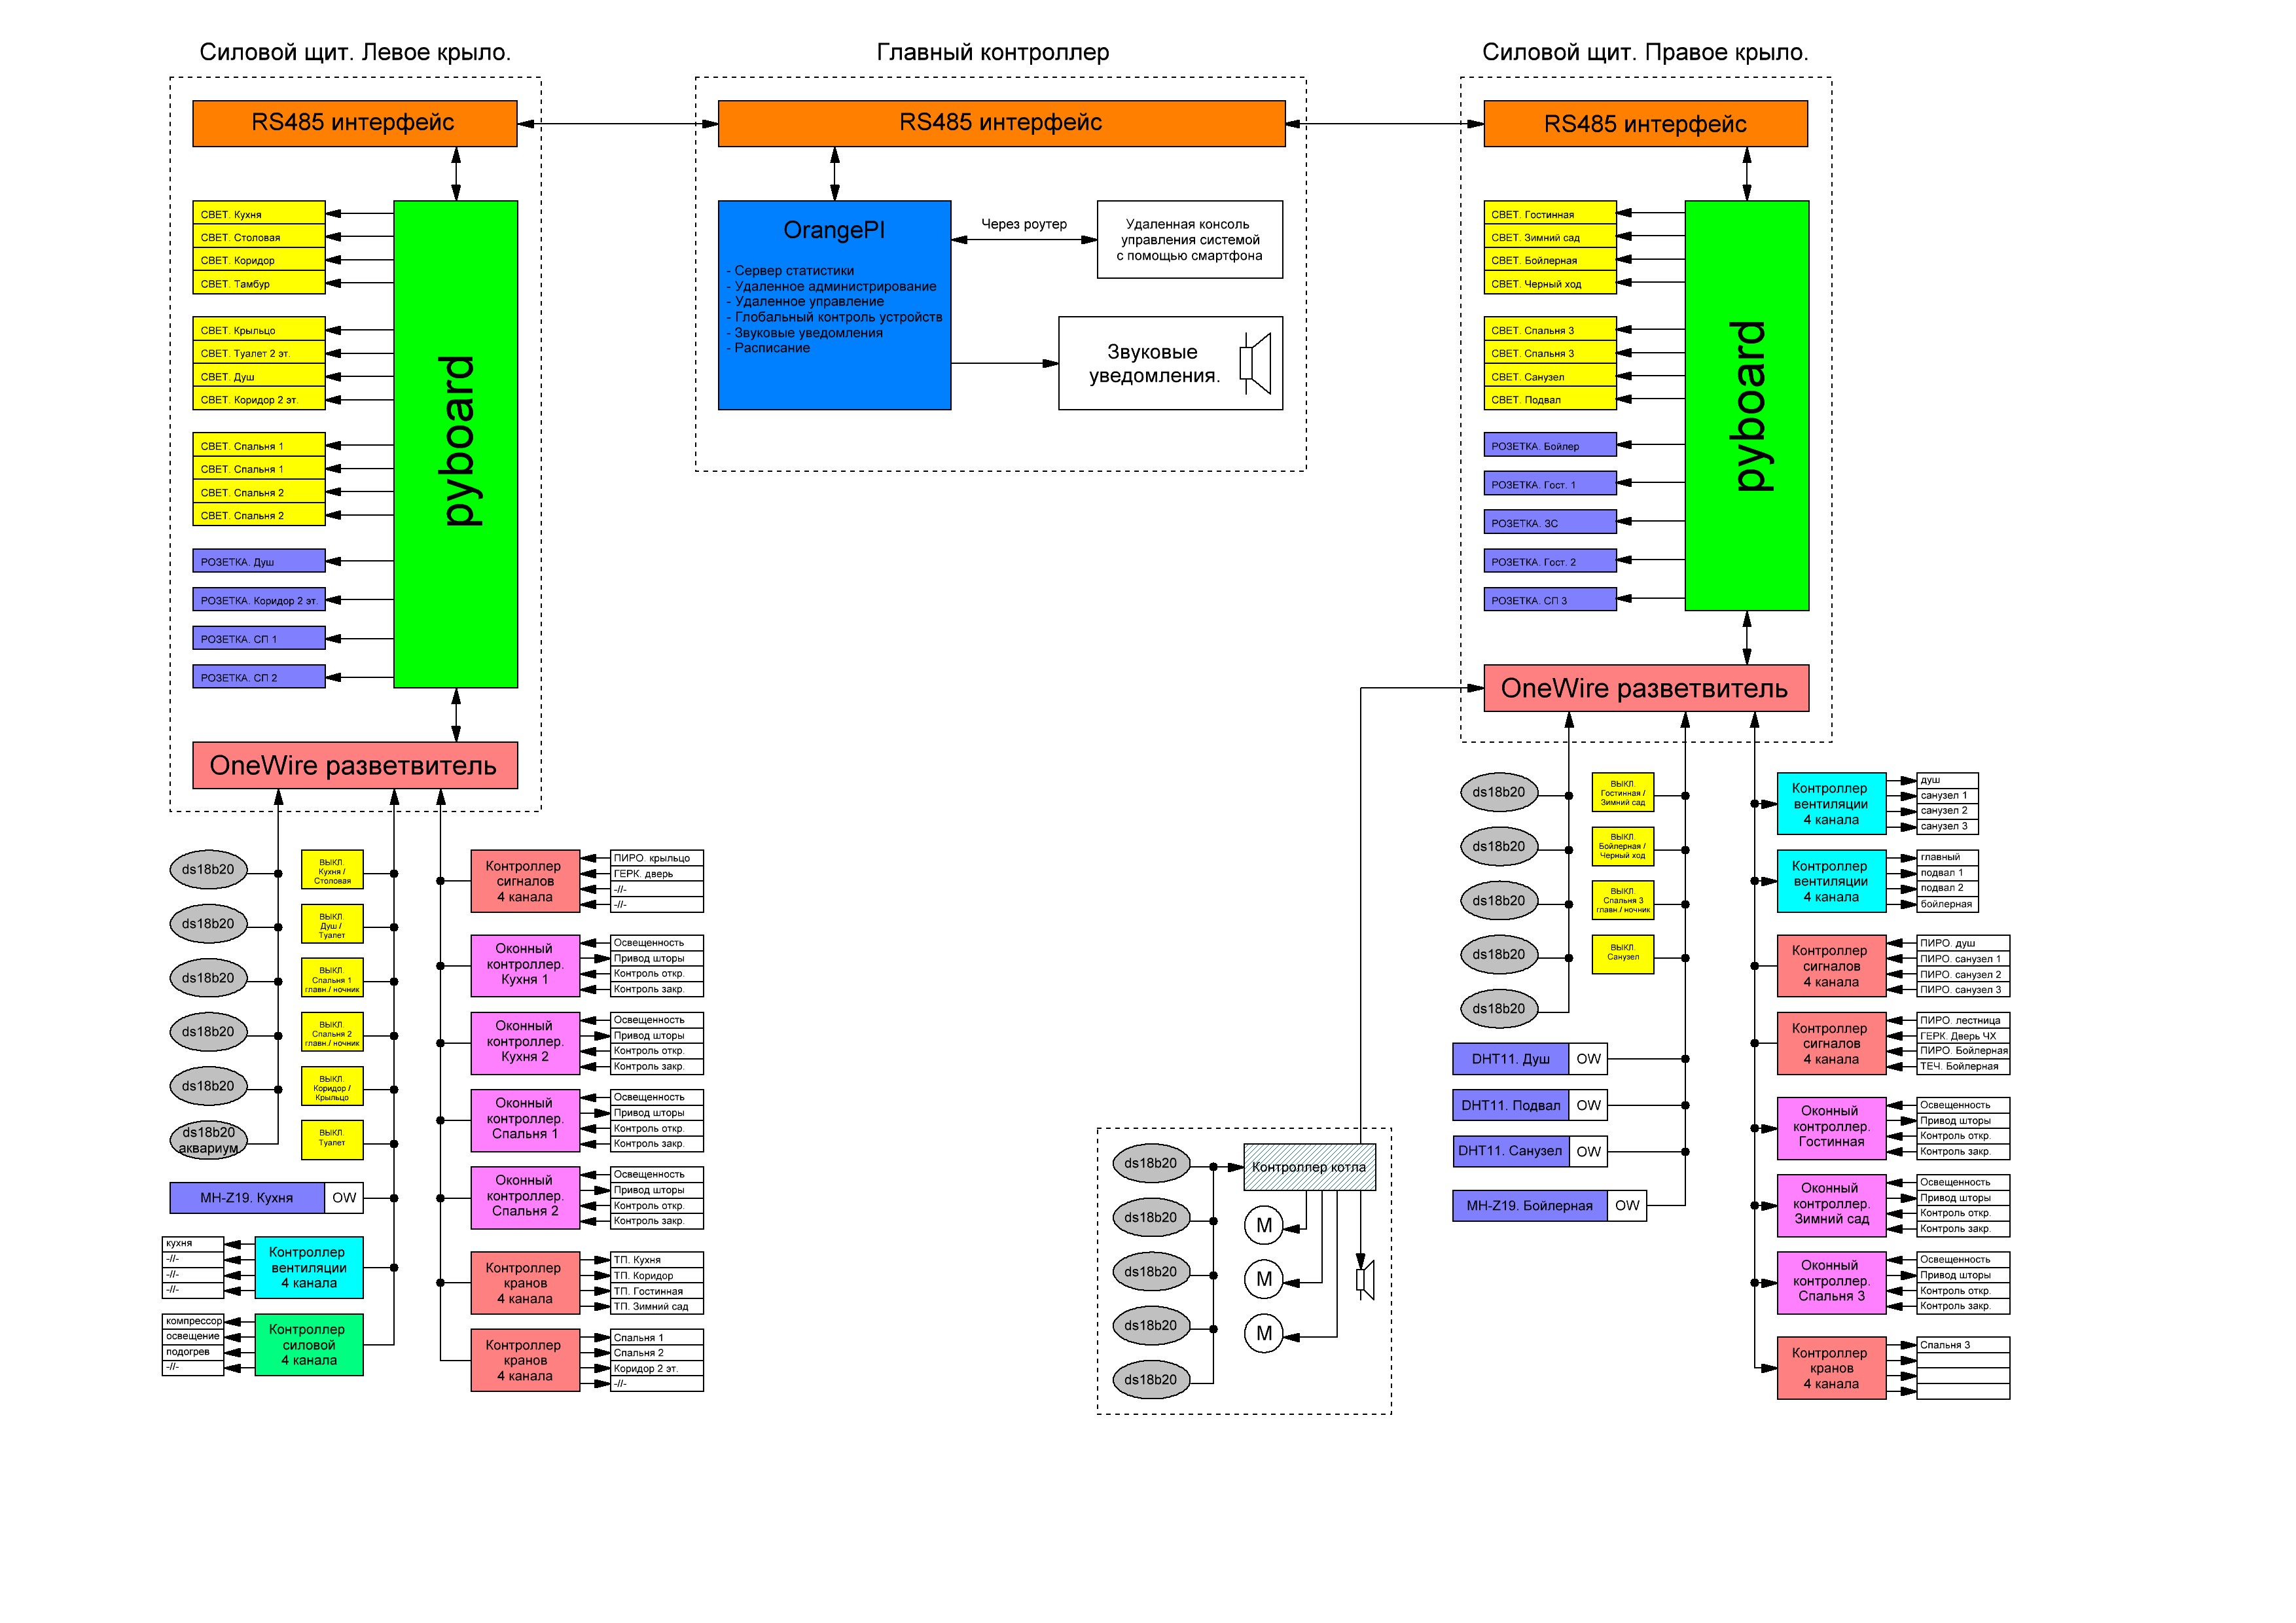 Силовой щит. Левое крыло.
RS485 интерфейс
СВЕТ. Кухня
СВЕТ. Столовая
СВЕТ. Коридор
СВЕТ. Тамбур
СВЕТ. Крыльцо
СВЕТ. Туалет 2 эт.
СВЕТ. Душ
СВЕТ. Коридор 2 эт.
СВЕТ. Спальня 1
СВЕТ. Спальня 1
СВЕТ. Спальня 2
СВЕТ. Спальня 2
РОЗЕТКА. Душ
РОЗЕТКА. Коридор 2 эт.
РОЗЕТКА. СП 1
РОЗЕТКА. СП 2
pyboard
OneWire разветвитель
ds18b20
ds18b20
ds18b20
ds18b20
ds18b20
ds18b20
аквариум
ВЫКЛ.
Кухня /
Столовая
ВЫКЛ.
Душ /
Туалет
ВЫКЛ.
Спальня 1
главн./ ночник
ВЫКЛ.
Спальня 2
главн./ ночник
ВЫКЛ.
Коридор /
Крыльцо
ВЫКЛ.
Туалет
MH-Z19. Кухня
OW
кухня
-//-
-//-
-//-
Контроллер
вентиляции
4 канала
компрессор
освещение
подогрев
-//-
Контроллер
силовой
4 канала
Контроллер
сигналов
4 канала
ПИРО. крыльцо
ГЕРК. дверь
-//-
-//-
Оконный
контроллер.
Кухня 1
Освещенность
Привод шторы
Контроль откр.
Контроль закр.
Оконный
контроллер.
Кухня 2
Освещенность
Привод шторы
Контроль откр.
Контроль закр.
Оконный
контроллер.
Спальня 1
Освещенность
Привод шторы
Контроль откр.
Контроль закр.
Оконный
контроллер.
Спальня 2
Освещенность
Привод шторы
Контроль откр.
Контроль закр.
Контроллер
кранов
4 канала
ТП. Кухня
ТП. Коридор
ТП. Гостинная
ТП. Зимний сад
Контроллер
кранов
4 канала
Спальня 1
Спальня 2
Коридор 2 эт.
-//-
Главный контроллер
RS485 интерфейс
OrangePI
- Сервер статистики
- Удаленное администрирование
- Удаленное управление
- Глобальный контроль устройств
- Звуковые уведомления
- Расписание
Через роутер
Удаленная консоль
управления системой
с помощью смартфона
Звуковые
уведомления.
ds18b20
ds18b20
ds18b20
ds18b20
ds18b20
Контроллер котла
M
M
M
Силовой щит. Правое крыло.
RS485 интерфейс
СВЕТ. Гостинная
СВЕТ. Зимний сад
СВЕТ. Бойлерная
СВЕТ. Черный ход
СВЕТ. Спальня 3
СВЕТ. Спальня 3
СВЕТ. Санузел
СВЕТ. Подвал
РОЗЕТКА. Бойлер
РОЗЕТКА. Гост. 1
РОЗЕТКА. ЗС
РОЗЕТКА. Гост. 2
РОЗЕТКА. СП 3
pyboard
OneWire разветвитель
ds18b20
ds18b20
ds18b20
ds18b20
ds18b20
ВЫКЛ.
Гостинная /
Зимний сад
ВЫКЛ.
Бойлерная /
Черный ход
ВЫКЛ.
Спальня 3
главн./ ночник
ВЫКЛ.
Санузел
DHT11. Душ
OW
DHT11. Подвал
OW
DHT11. Санузел
OW
MH-Z19. Бойлерная
OW
Контроллер
вентиляции
4 канала
душ
санузел 1
санузел 2
санузел 3
Контроллер
вентиляции
4 канала
главный
подвал 1
подвал 2
бойлерная
Контроллер
сигналов
4 канала
ПИРО. душ
ПИРО. санузел 1
ПИРО. санузел 2
ПИРО. санузел 3
Контроллер
сигналов
4 канала
ПИРО. лестница
ГЕРК. Дверь ЧХ
ПИРО. Бойлерная
ТЕЧ. Бойлерная
Оконный
контроллер.
Гостинная
Освещенность
Привод шторы
Контроль откр.
Контроль закр.
Оконный
контроллер.
Зимний сад
Освещенность
Привод шторы
Контроль откр.
Контроль закр.
Оконный
контроллер.
Спальня 3
Освещенность
Привод шторы
Контроль откр.
Контроль закр.
Контроллер
кранов
4 канала
Спальня 3